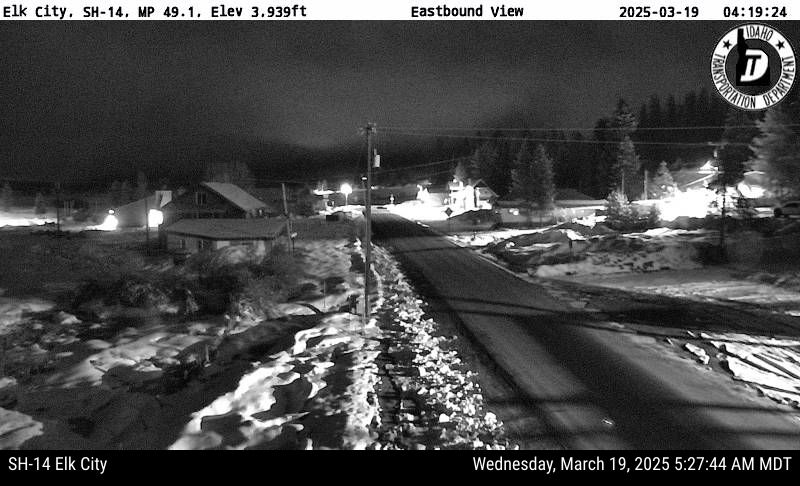 Elk City, SH-14, MP 49.1, Elev 3,939ft Eastbound View 2025-03-19 04:19:24
IDAHO
TRANSPORTATION DEPARTMENT
SH-14 Elk City Wednesday, March 19, 2025 5:27:44 AM MDT